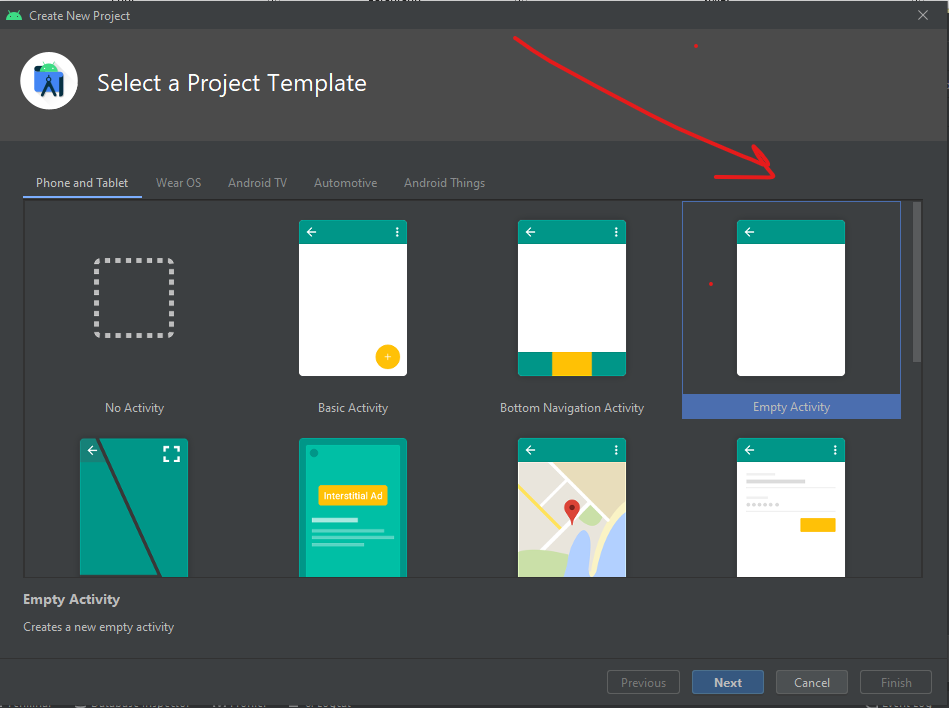 Create New Project
Select a Project Template
Phone and Tablet Wear OS Android TV Automotive Android Things
No Activity Basic Activity Bottom Navigation Activity Empty Activity
Interstitial Ad
Empty Activity
Creates a new empty activity
Previous Next Cancel Finish